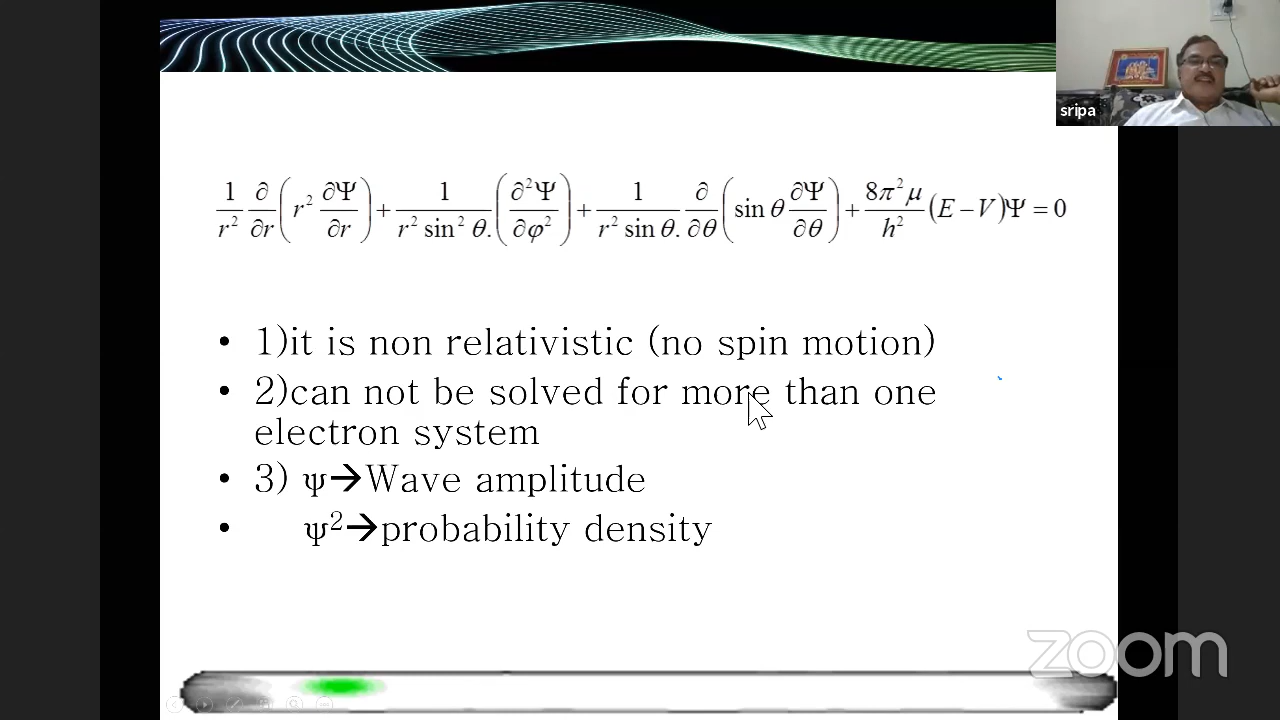 sripa
1/r² ∂/∂r (r² ∂Ψ/∂r) + 1/(r² sin² θ.) (∂²Ψ/∂φ²) + 1/(r² sin θ.) ∂/∂θ (sin θ ∂Ψ/∂θ) + 8π²μ/h² (E − V)Ψ = 0
• 1)it is non relativistic (no spin motion)
• 2)can not be solved for more than one
electron system
• 3) ψ→Wave amplitude
• ψ²→probability density
zoom